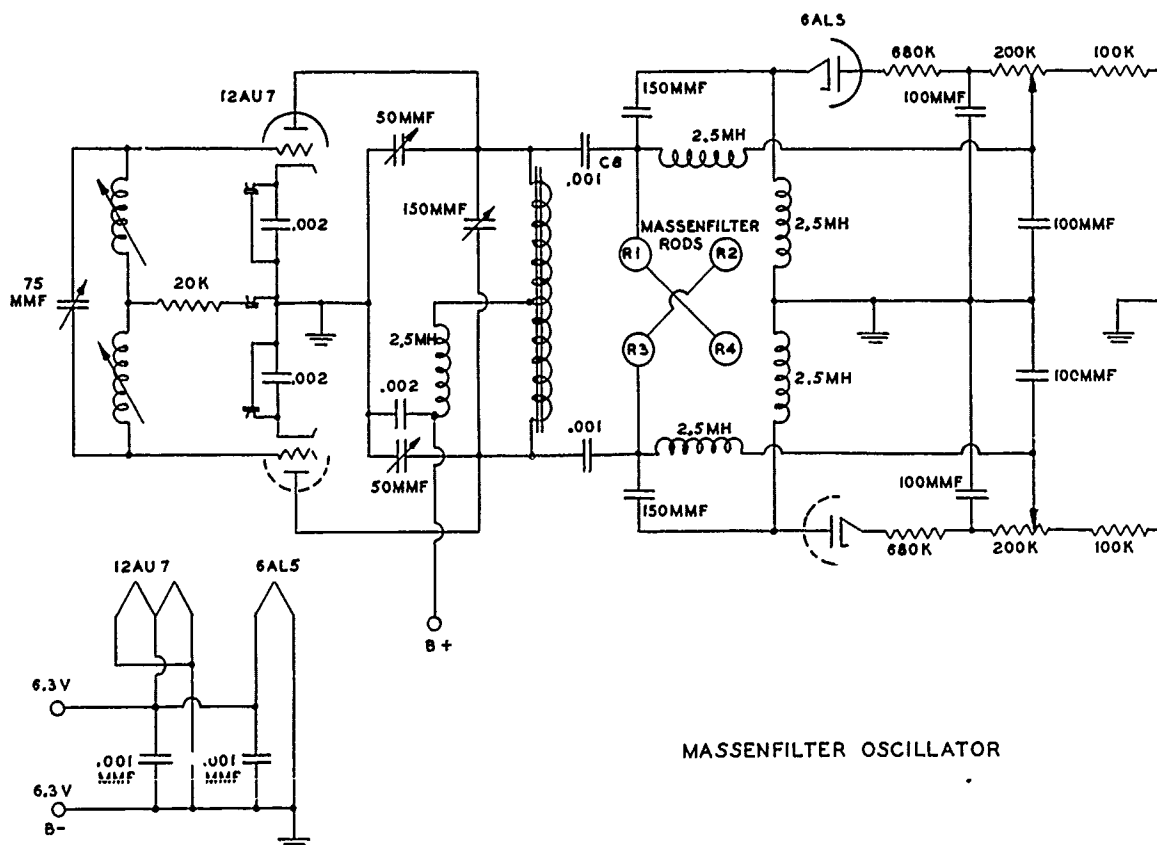 6AL5
680K
200K
100K
12AU7
150MMF
100MMF
50MMF
2.5MH
C8
.001
150MMF
.002
MASSENFILTER
RODS
2.5MH
R1
R2
100MMF
75
MMF
20K
2.5MH
R3
R4
.002
.002
2.5MH
100MMF
.001
2.5MH
50MMF
150MMF
100MMF
680K
200K
100K
12AU7
6AL5
B+
6.3V
.001
MMF
.001
MMF
MASSENFILTER OSCILLATOR
6.3V
B-